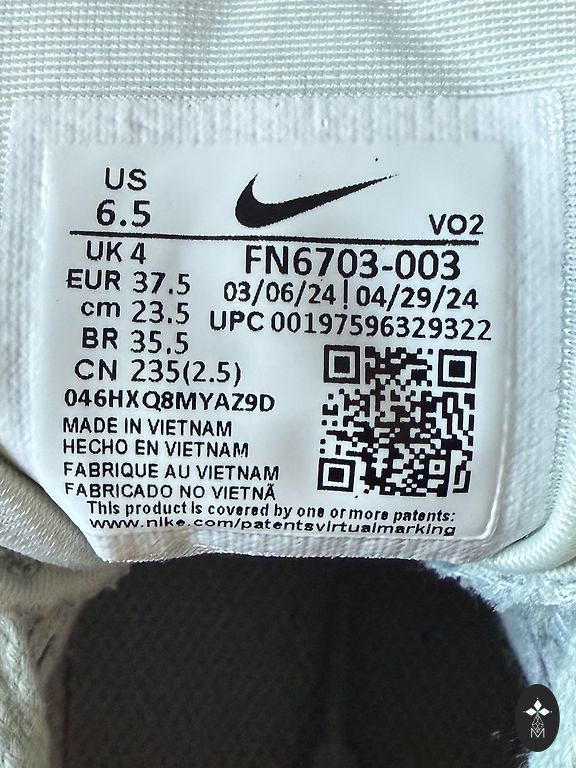 US
6.5
VO2
UK 4
FN6703-003
EUR 37.5
03/06/24 | 04/29/24
cm 23.5
UPC 00197596329322
BR 35.5
CN 235(2.5)
046HXQ8MYAZ9D
MADE IN VIETNAM
HECHO EN VIETNAM
FABRIQUE AU VIETNAM
FABRICADO NO VIETNÃ
This product is covered by one or more patents:
www.nike.com/patentsvirtualmarking